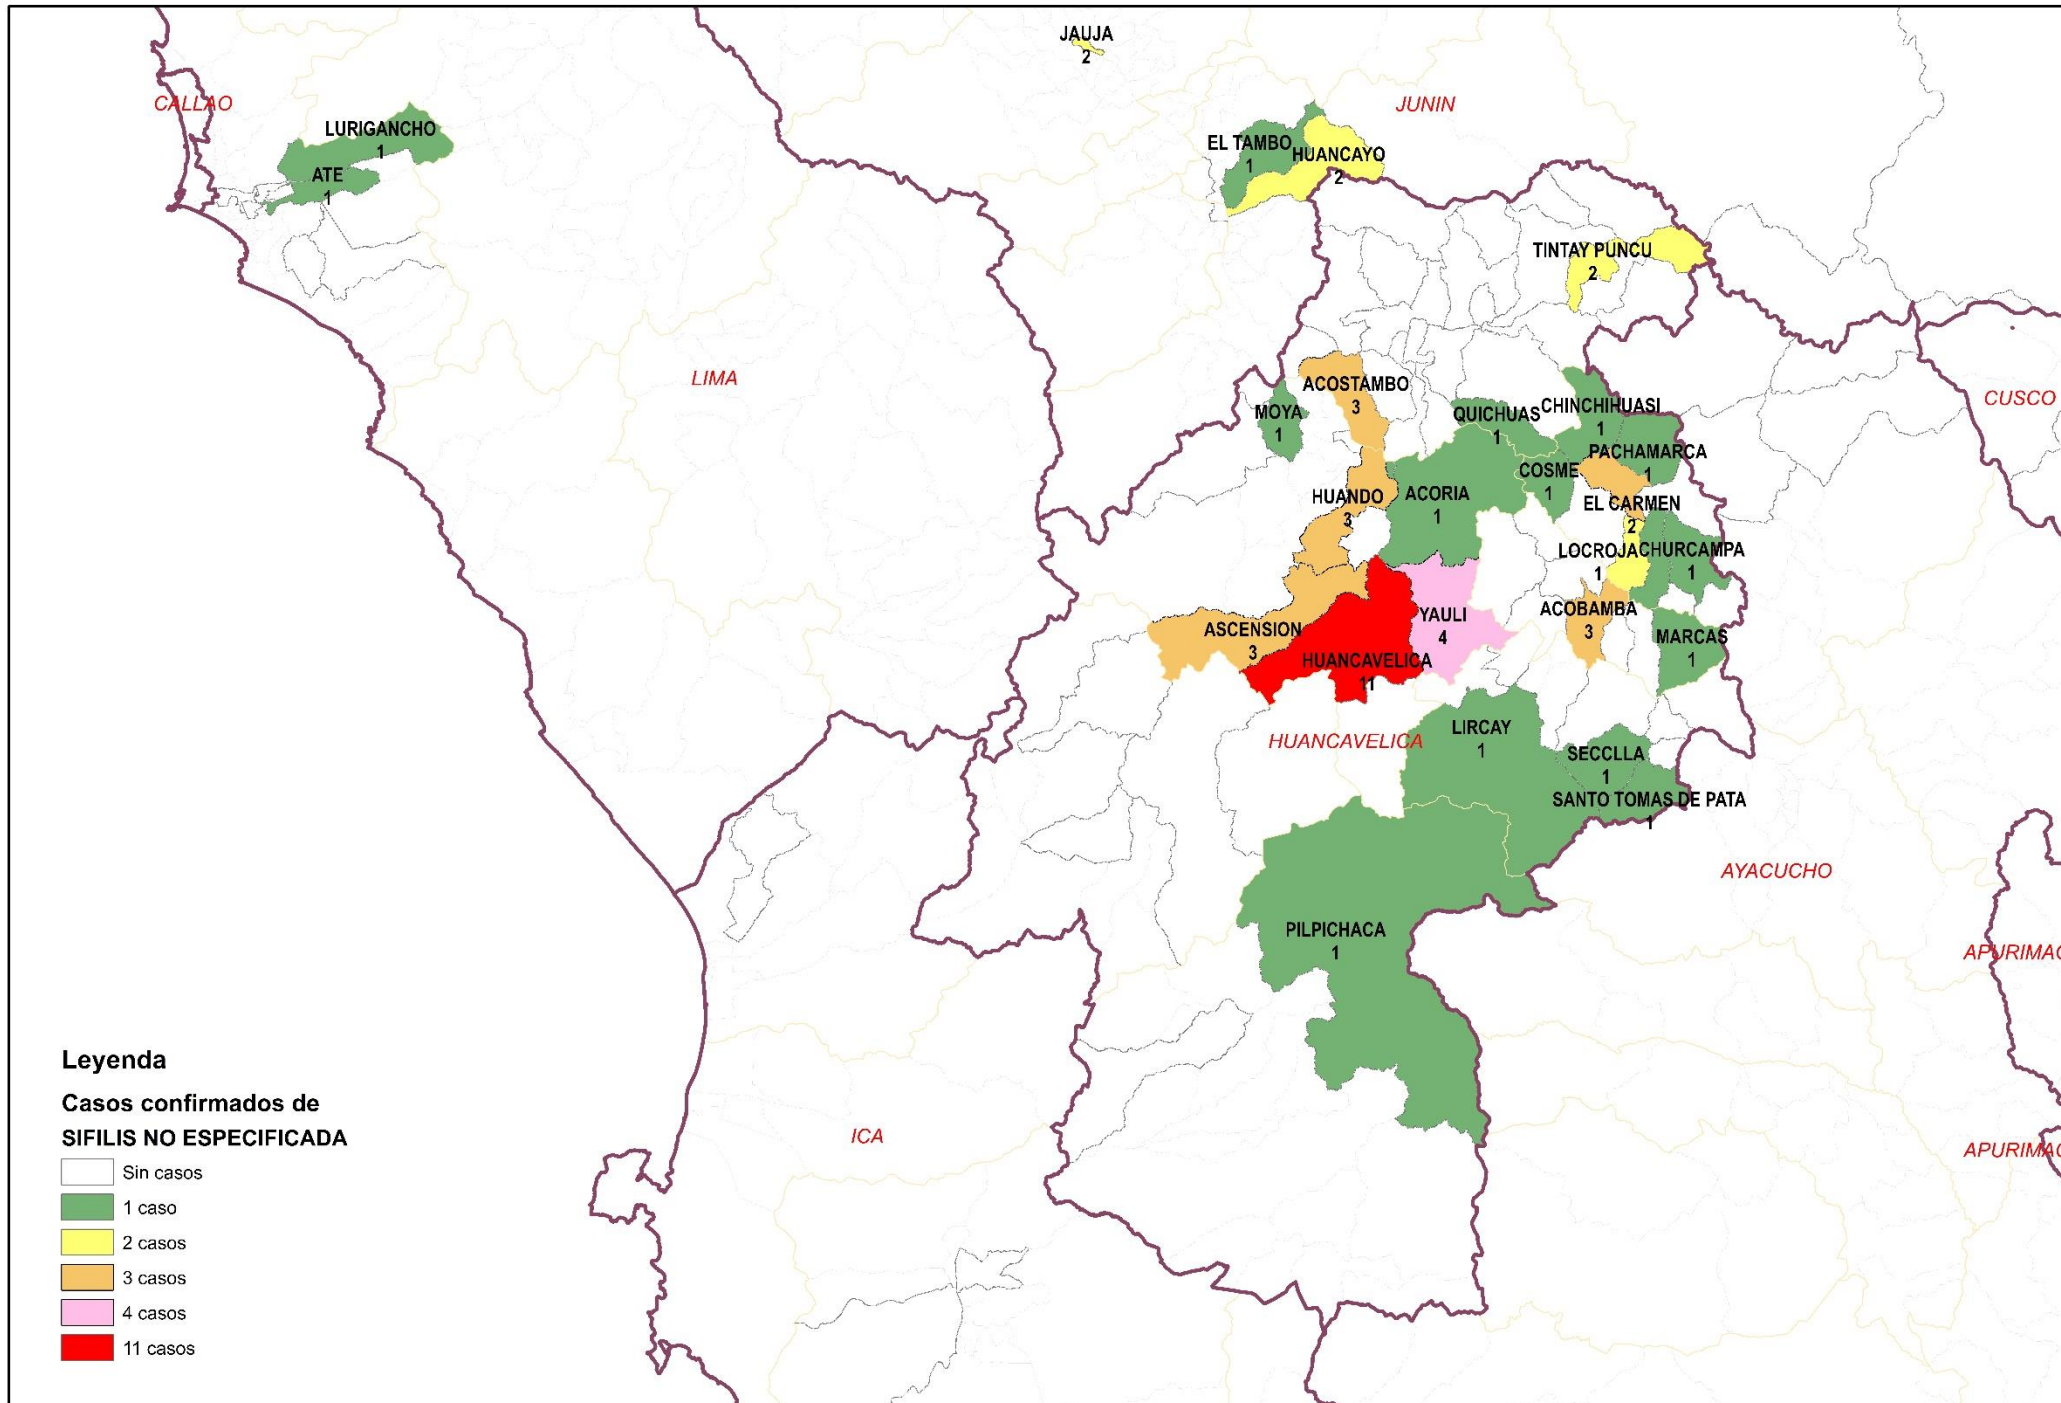 JAUJA
2
CALLAO
JUNIN
LURIGANCHO
1
ATE
1
EL TAMBO
1
HUANCAYO
2
TINTAY PUNCU
2
LIMA
ACOSTAMBO
3
MOYA
1
QUICHUAS
1
CHINCHIHUASI
1
CUSCO
PACHAMARCA
1
COSME
1
HUANDO
3
ACORIA
1
EL CARMEN
2
LOCROJA
1
CHURCAMPA
1
ACOBAMBA
3
YAULI
4
ASCENSION
3
MARCAS
1
HUANCAVELICA
11
LIRCAY
1
HUANCAVELICA
SECCLLA
1
SANTO TOMAS DE PATA
1
AYACUCHO
PILPICHACA
1
APURIMAC
ICA
APURIMAC
Leyenda
Casos confirmados de
SIFILIS NO ESPECIFICADA
Sin casos
1 caso
2 casos
3 casos
4 casos
11 casos